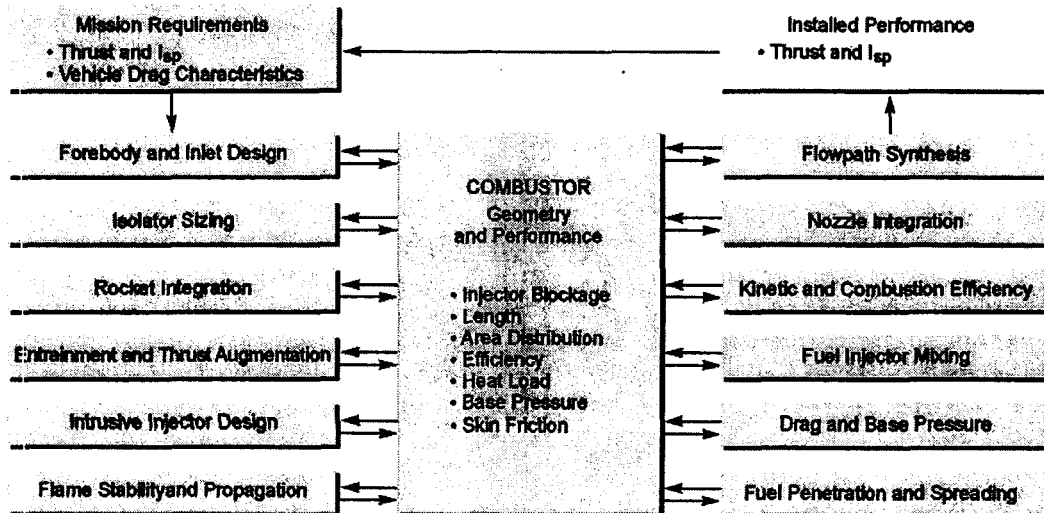 Mission Requirements
• Thrust and Isp
• Vehicle Drag Characteristics
Installed Performance
• Thrust and Isp
Forebody and Inlet Design
Isolator Sizing
Rocket Integration
Entrainment and Thrust Augmentation
Intrusive Injector Design
Flame Stabilityand Propagation
COMBUSTOR
Geometry
and Performance
• Injector Blockage
• Length
• Area Distribution
• Efficiency
• Heat Load
• Base Pressure
• Skin Friction
Flowpath Synthesis
Nozzle Integration
Kinetic and Combustion Efficiency
Fuel Injector Mixing
Drag and Base Pressure
Fuel Penetration and Spreading